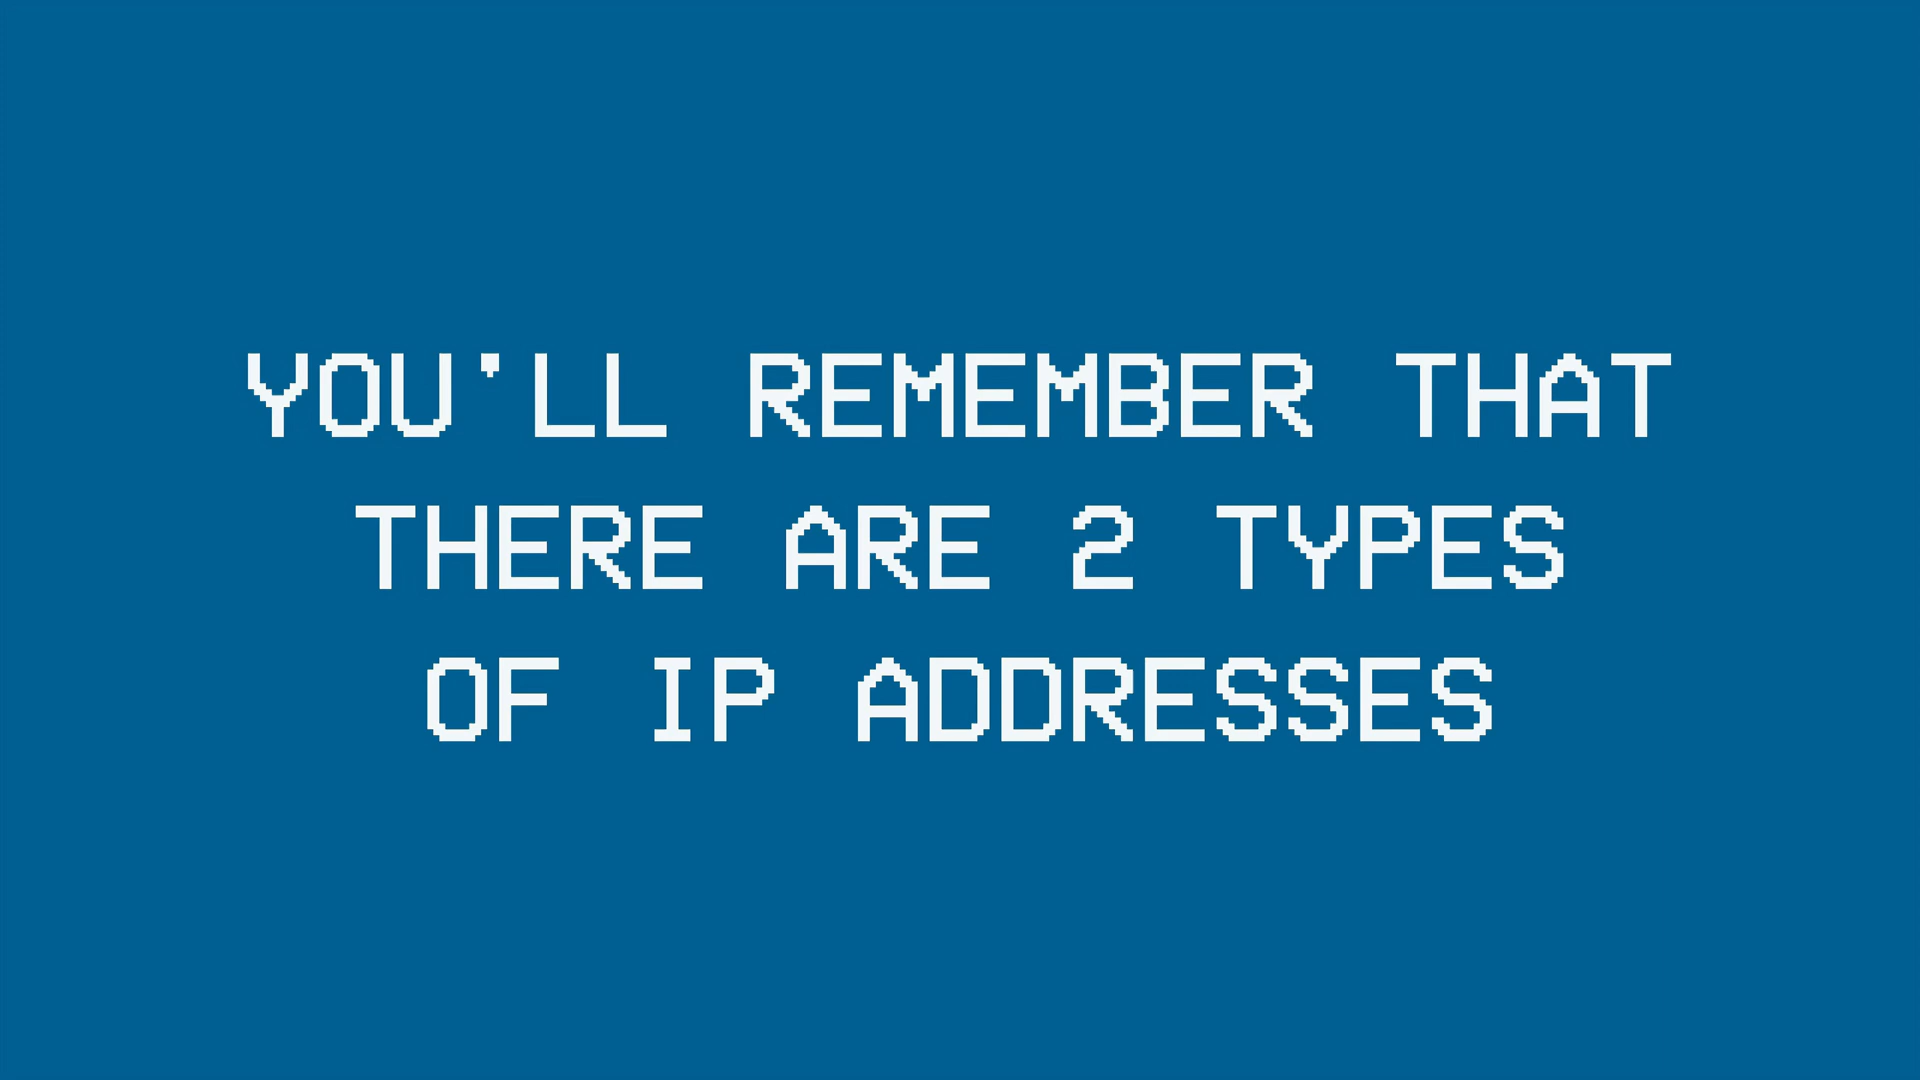 YOU'LL REMEMBER THAT
THERE ARE 2 TYPES
OF IP ADDRESSES